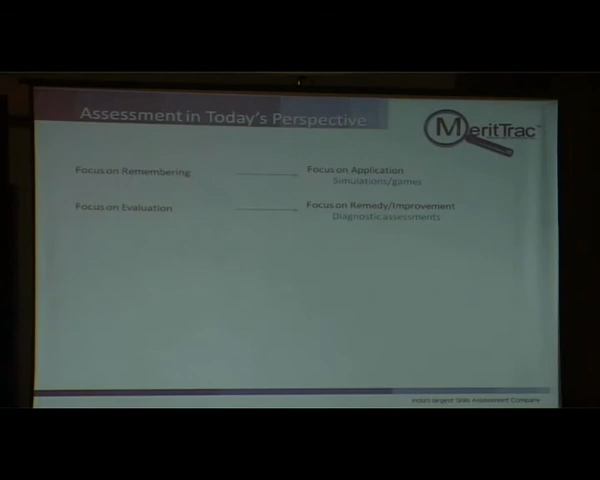 Assessment in Today's Perspective
MeritTrac™
Focus on Remembering
Focus on Application
Simulations/games
Focus on Evaluation
Focus on Remedy/Improvement
Diagnostic assessments
India's largest Skills Assessment Company